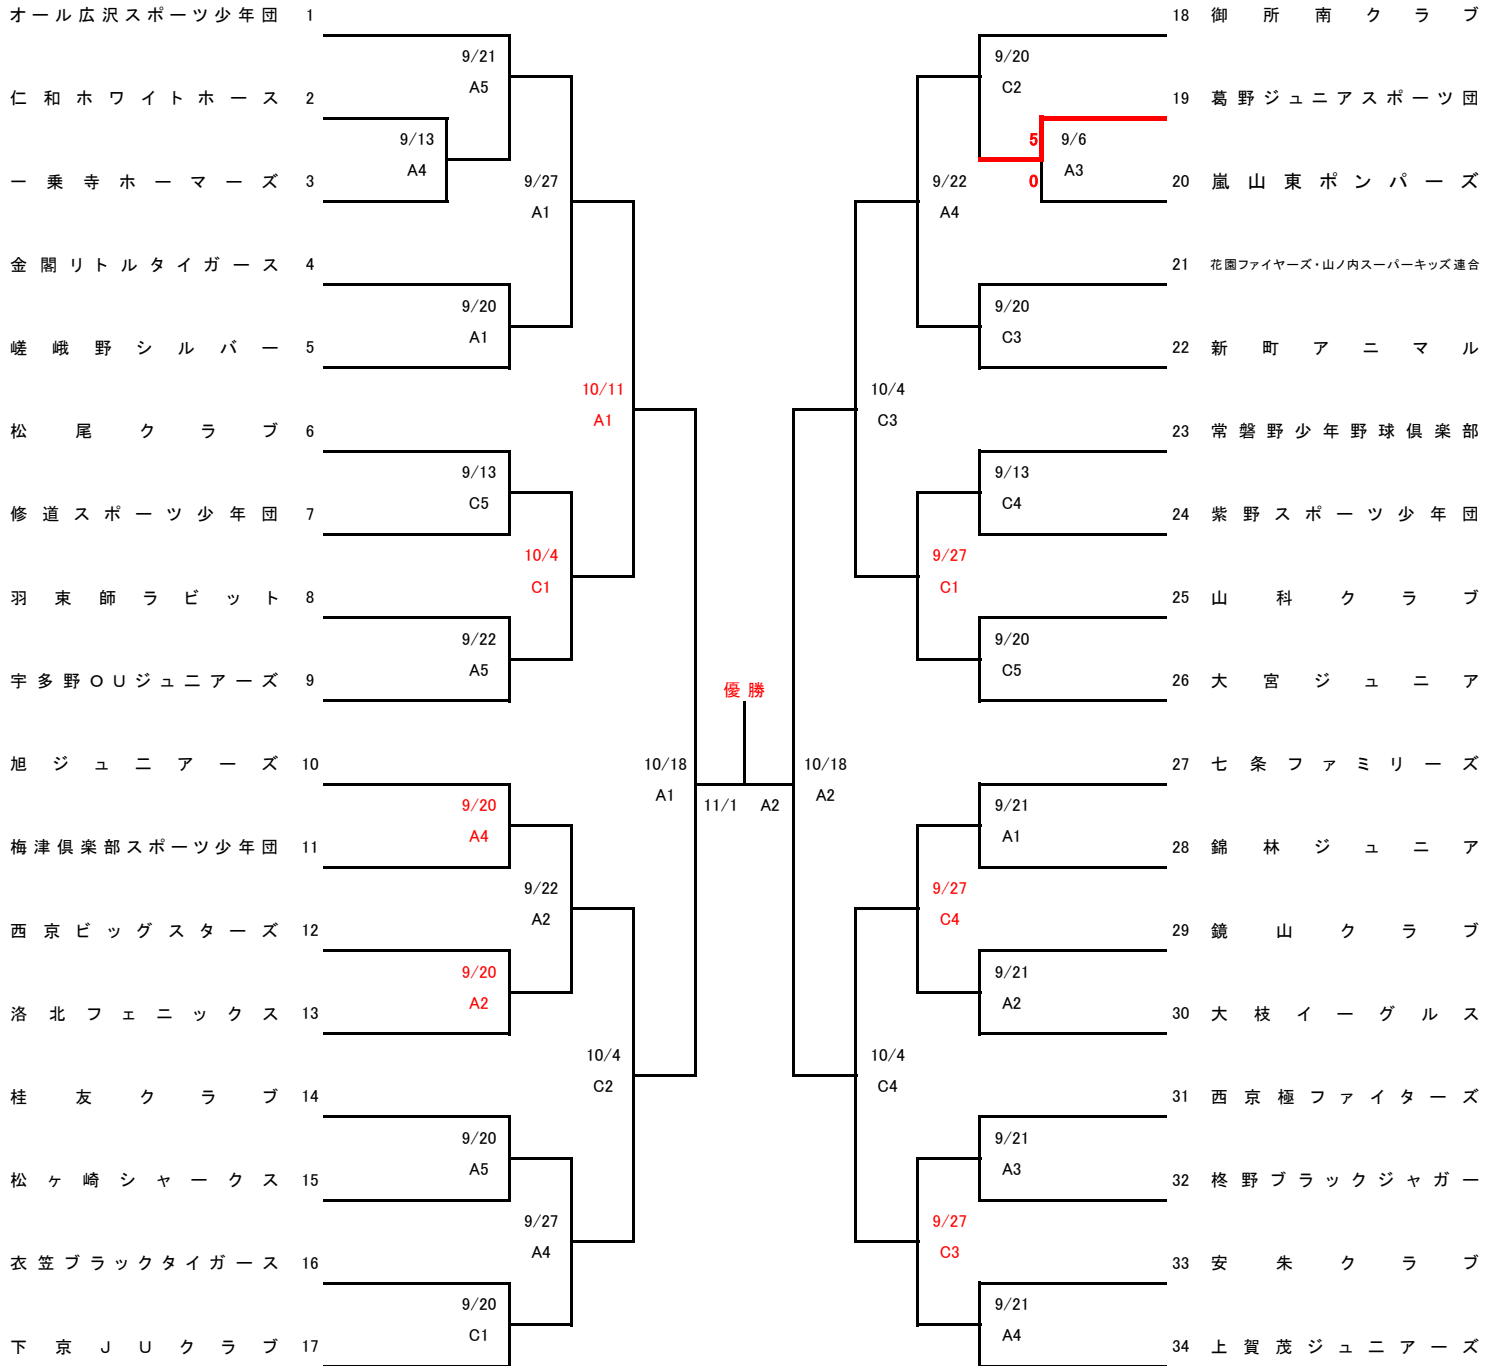 オール広沢スポーツ少年団 1
9/21
A5
仁和ホワイトホース 2
9/13
A4
一乗寺ホーマーズ 3
9/27
A1
金閣リトルタイガース 4
9/20
A1
嵯峨野シルバー 5
10/11
A1
松尾クラブ 6
9/13
C5
修道スポーツ少年団 7
10/4
C1
羽束師ラビット 8
9/22
A5
宇多野OUジュニアーズ 9
旭ジュニアーズ 10
9/20
A4
梅津倶楽部スポーツ少年団 11
9/22
A2
西京ビッグスターズ 12
9/20
A2
洛北フェニックス 13
10/4
C2
桂友クラブ 14
9/20
A5
松ヶ崎シャークス 15
9/27
A4
衣笠ブラックタイガース 16
9/20
C1
下京JUクラブ 17
優勝
10/18
A1
11/1 A2
10/18
A2
18 御所南クラブ
9/20
C2
19 葛野ジュニアスポーツ団
5
9/6
A3
0
20 嵐山東ポンパーズ
9/22
A4
21 花園ファイヤーズ・山ノ内スーパーキッズ連合
9/20
C3
22 新町アニマル
10/4
C3
23 常磐野少年野球倶楽部
9/13
C4
24 紫野スポーツ少年団
9/27
C1
25 山科クラブ
9/20
C5
26 大宮ジュニア
27 七条ファミリーズ
9/21
A1
28 錦林ジュニア
9/27
C4
29 鏡山クラブ
9/21
A2
30 大枝イーグルス
10/4
C4
31 西京極ファイターズ
9/21
A3
32 柊野ブラックジャガー
9/27
C3
33 安朱クラブ
9/21
A4
34 上賀茂ジュニアーズ